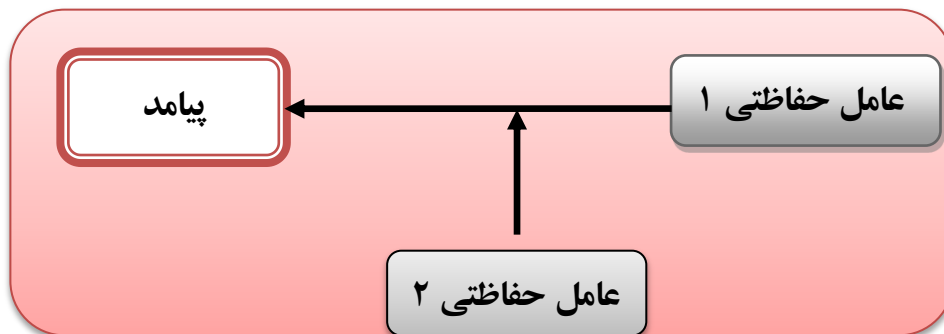 عامل حفاظتی ۱
پیامد
عامل حفاظتی ۲